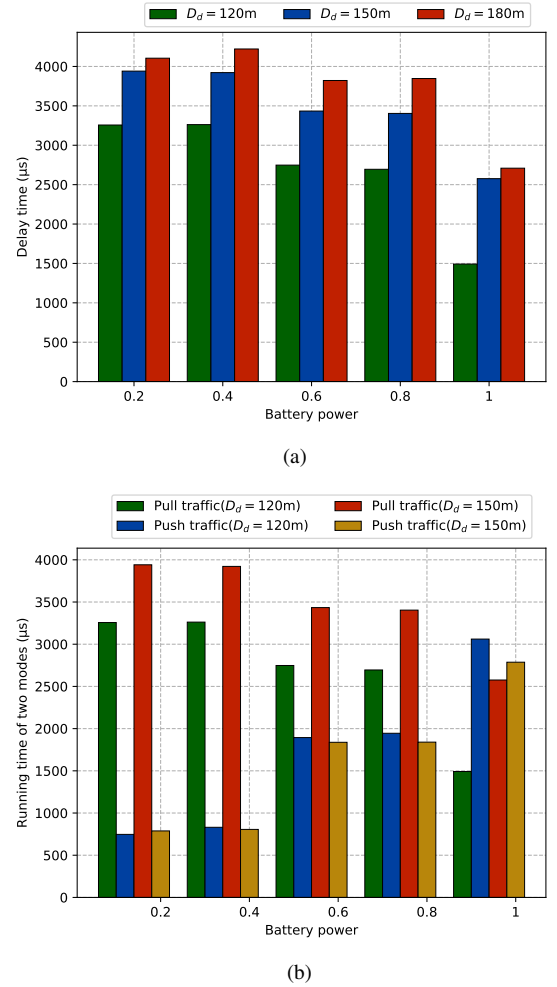 D_d = 120m D_d = 150m D_d = 180m
4000
3500
3000
2500
2000
1500
1000
500
0
Delay time (μs)
0.2 0.4 0.6 0.8 1
Battery power
(a)
Pull traffic(D_d = 120m) Pull traffic(D_d = 150m)
Push traffic(D_d = 120m) Push traffic(D_d = 150m)
4000
3500
3000
2500
2000
1500
1000
500
0
Running time of two modes (μs)
0.2 0.4 0.6 0.8 1
Battery power
(b)